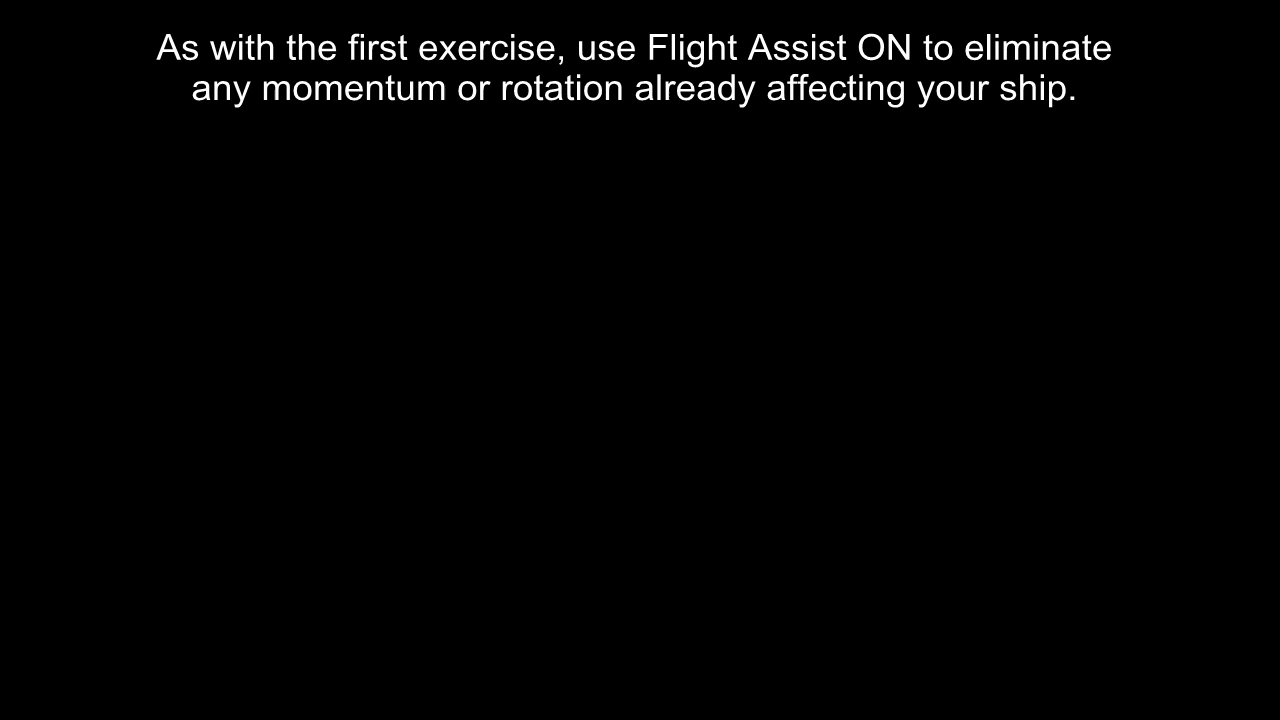 As with the first exercise, use Flight Assist ON to eliminate
any momentum or rotation already affecting your ship.